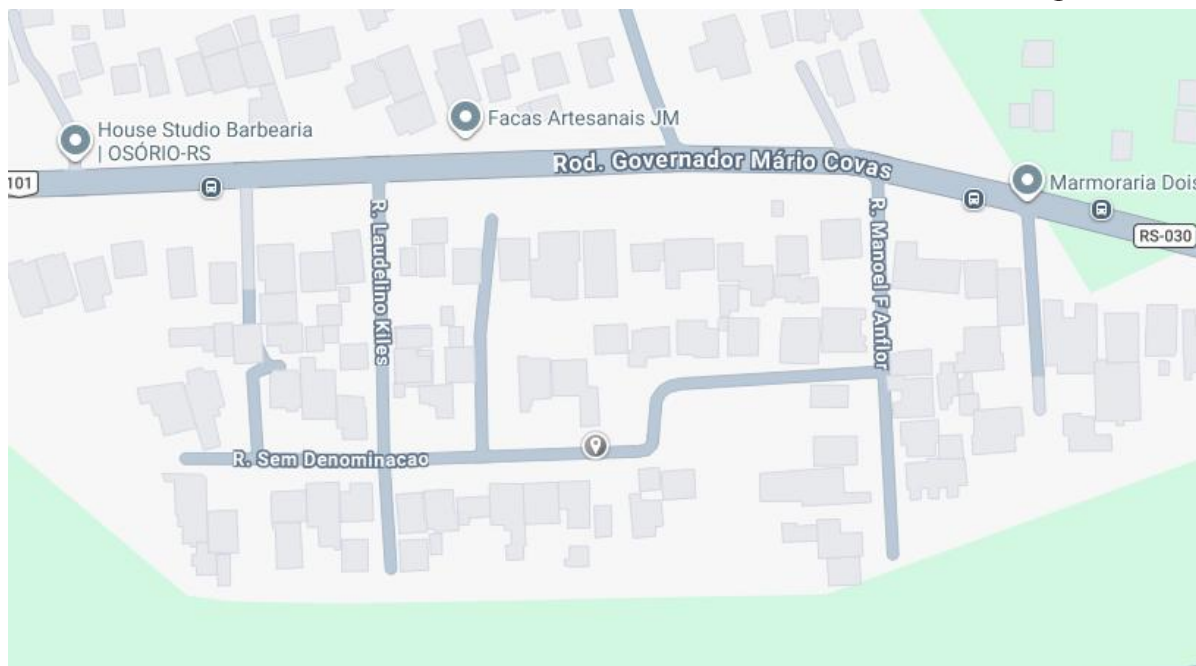 House Studio Barbearia
| OSÓRIO-RS
Facas Artesanais JM
Rod. Governador Mário Covas
101
Marmoraria Dois
RS-030
R. Laudelino Kiles
R. Manoel F Anflor
R. Sem Denominacao